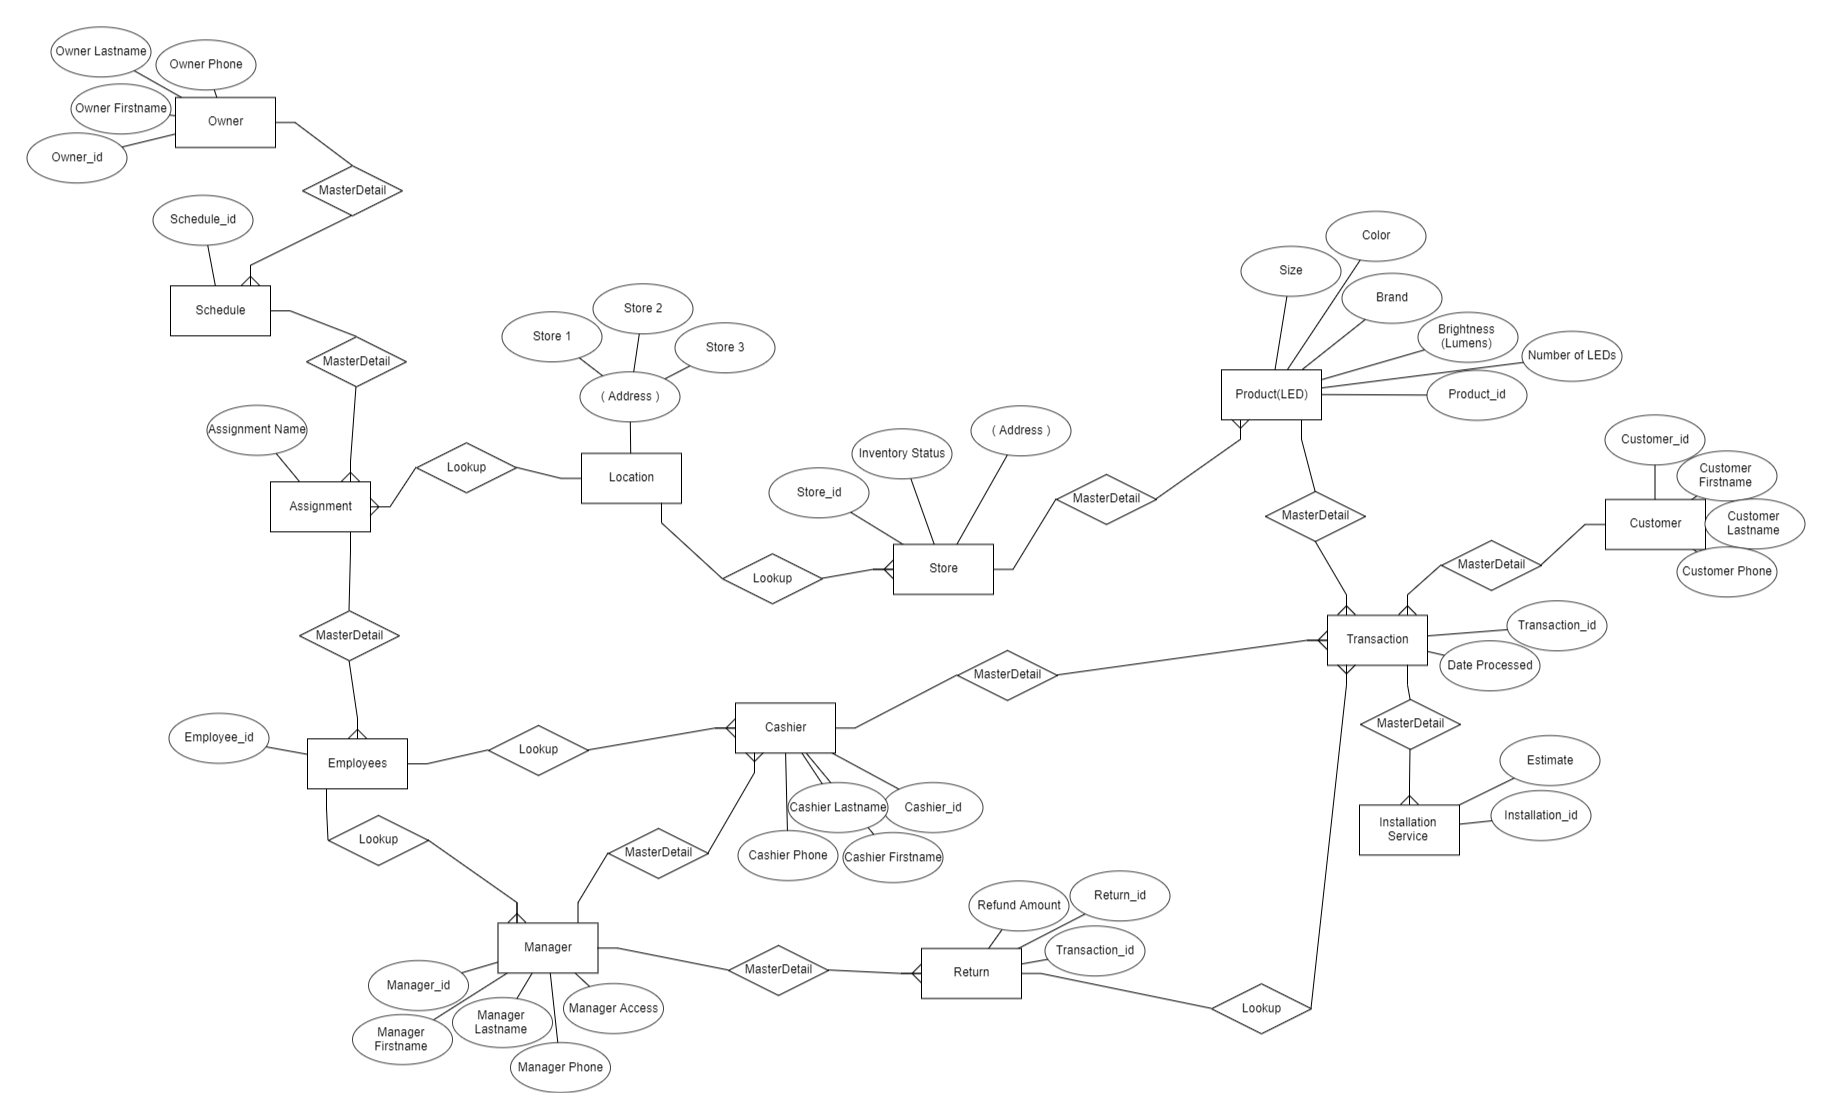 Owner Lastname
Owner Phone
Owner Firstname
Owner
Owner_id
MasterDetail
Schedule_id
Schedule
MasterDetail
Assignment Name
Assignment
Lookup
Store 1
Store 2
Store 3
( Address )
Location
Lookup
Store_id
Inventory Status
( Address )
Store
MasterDetail
Size
Color
Brand
Brightness
(Lumens)
Number of LEDs
Product_id
Product(LED)
MasterDetail
Customer_id
Customer
Firstname
Customer
Lastname
Customer Phone
Customer
MasterDetail
Transaction_id
Date Processed
Transaction
MasterDetail
Estimate
Installation_id
Installation
Service
MasterDetail
Employee_id
Employees
Lookup
Cashier
MasterDetail
Cashier Lastname
Cashier_id
Cashier Phone
Cashier Firstname
Lookup
MasterDetail
Manager
Manager_id
Manager
Firstname
Manager
Lastname
Manager Access
Manager Phone
MasterDetail
Refund Amount
Return_id
Transaction_id
Return
Lookup